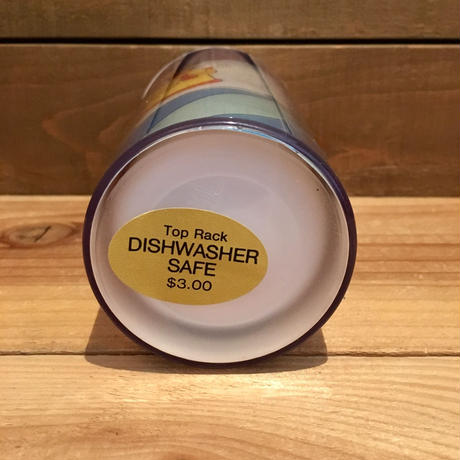 Top Rack
DISHWASHER
SAFE
$3.00